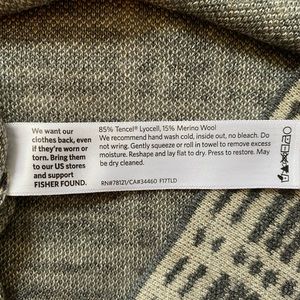 We want our
clothes back, even
if they're worn or
torn. Bring them
to our US stores
and support
FISHER FOUND.
85% Tencel® Lyocell, 15% Merino Wool
We recommend hand wash cold, inside out, no bleach. Do
not wring. Gently squeeze or roll in towel to remove excess
moisture. Reshape and lay flat to dry. Press to restore. May
be dry cleaned.
RN#78121/CA#34460 F17TLD